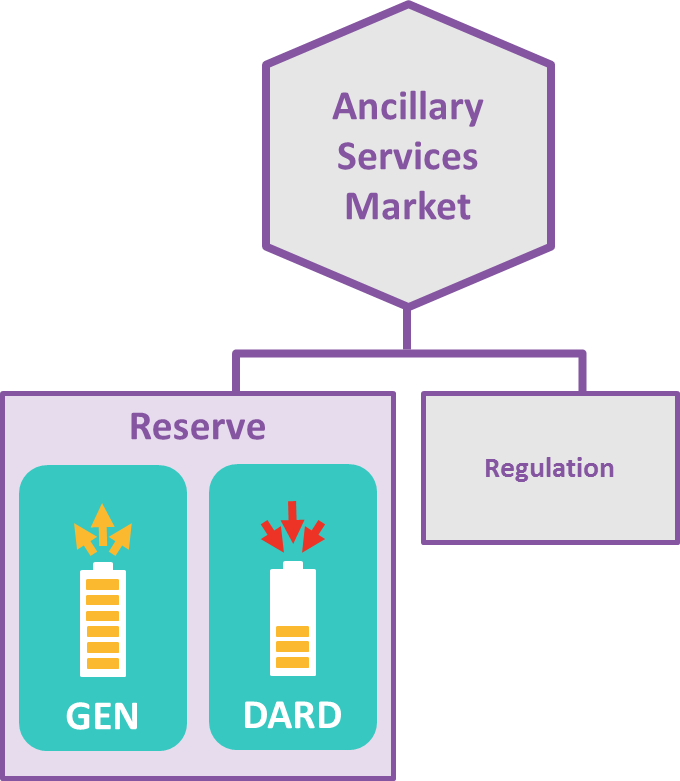 Ancillary
Services
Market
Reserve
Regulation
GEN
DARD